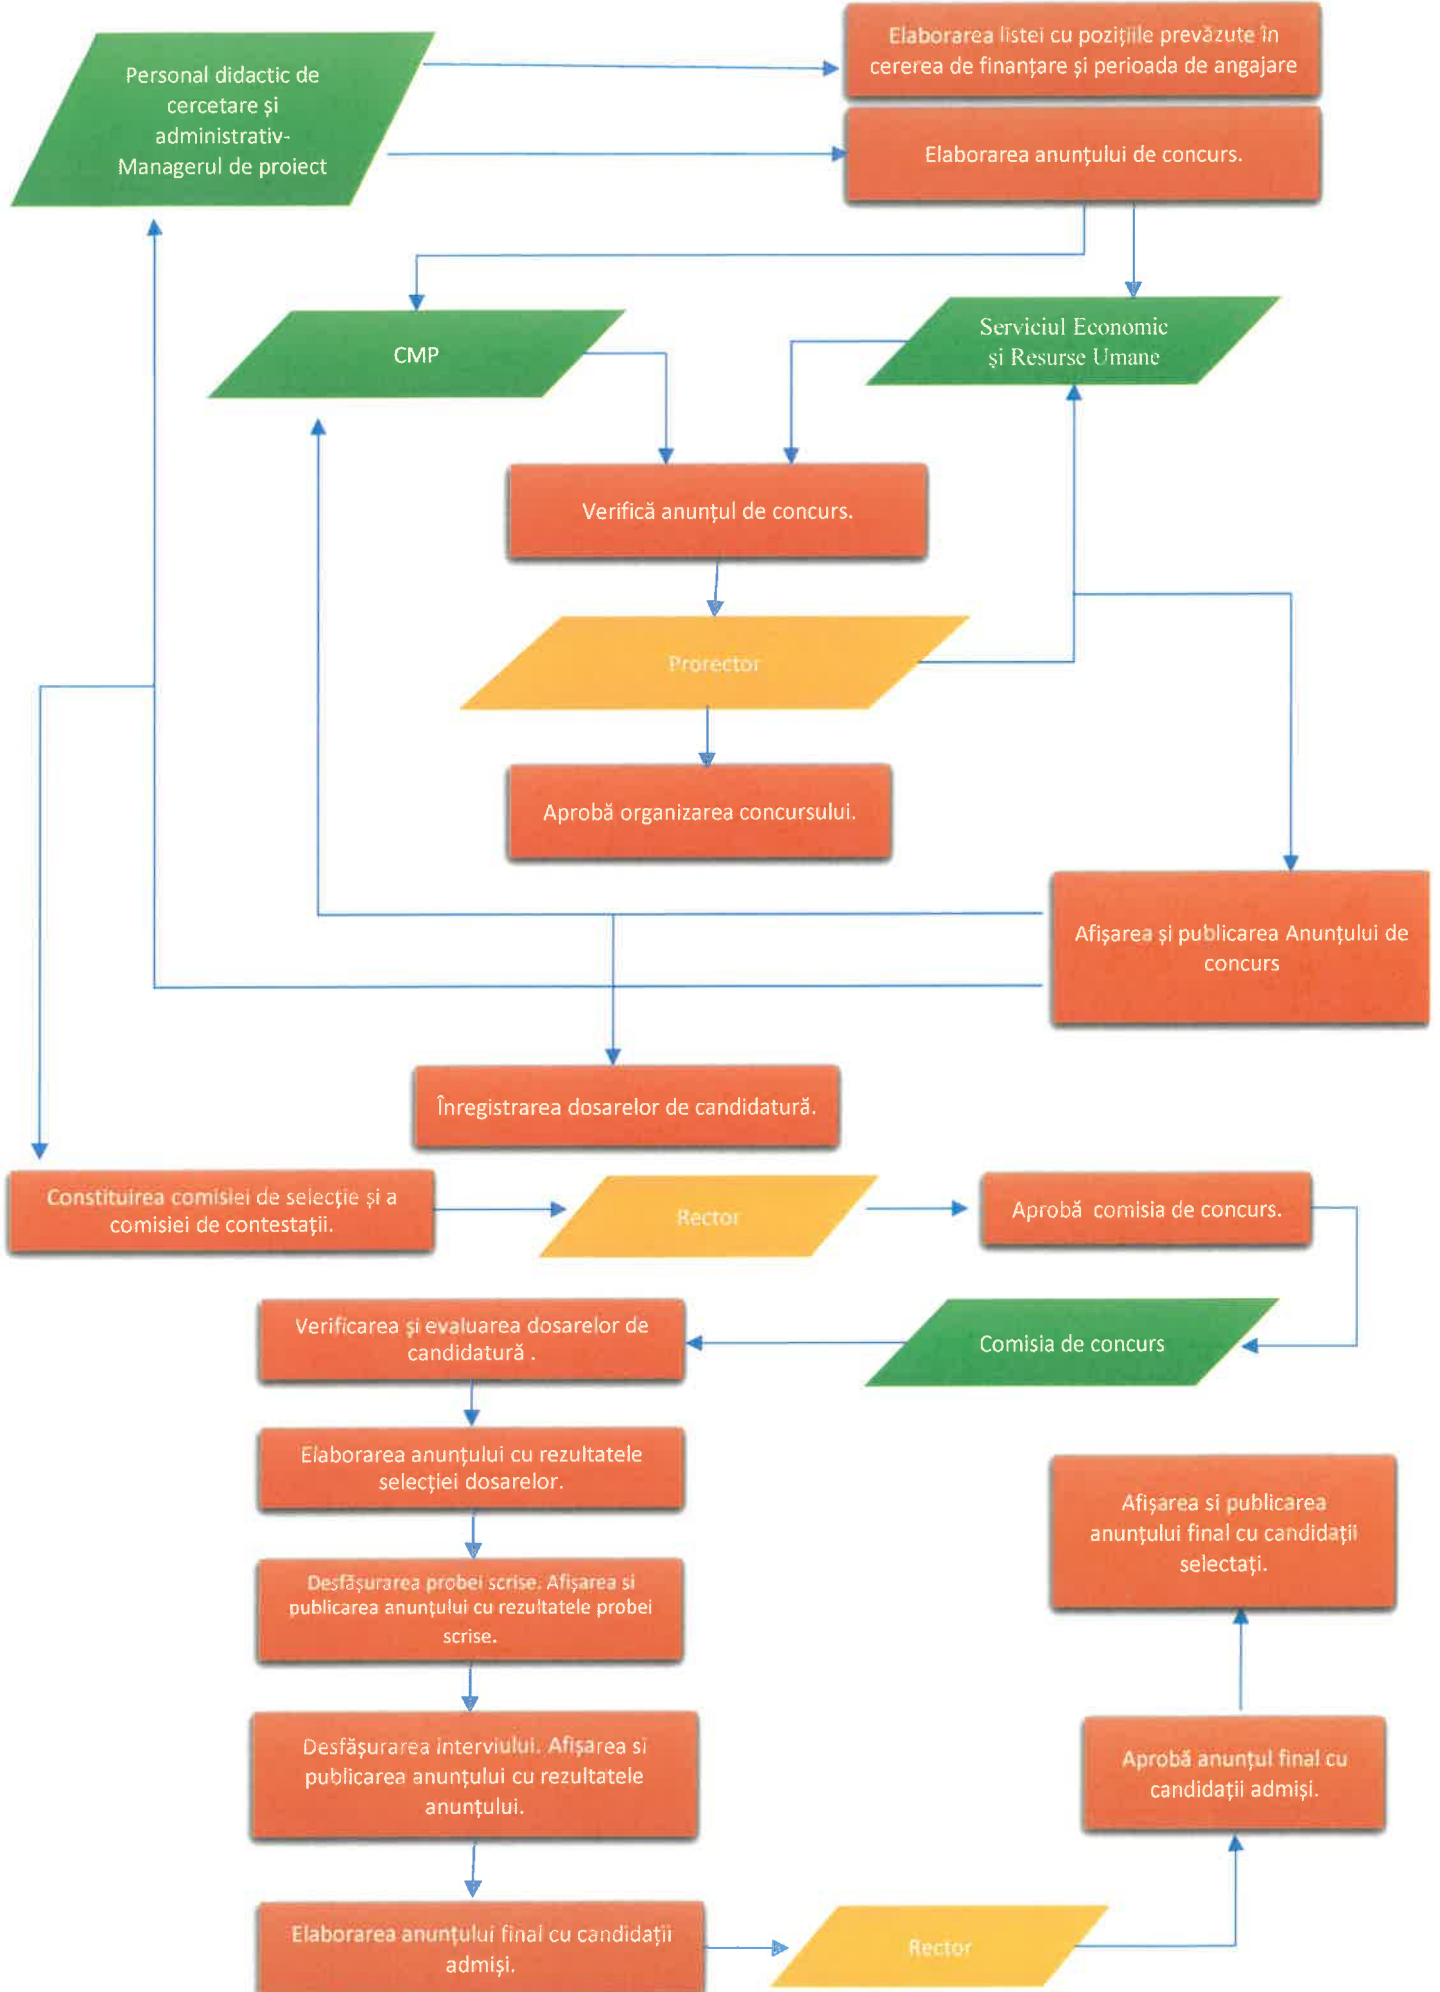 Elaborarea listei cu pozițiile prevăzute în
cererea de finanțare și perioada de angajare
Personal didactic de
cercetare și
administrativ-
Managerul de proiect
Elaborarea anunțului de concurs.
CMP
Serviciul Economic
și Resurse Umane
Verifică anunțul de concurs.
Prorector
Aprobă organizarea concursului.
Afișarea și publicarea Anunțului de
concurs
Înregistrarea dosarelor de candidatură.
Constituirea comisiei de selecție și a
comisiei de contestații.
Rector
Aprobă  comisia de concurs.
Verificarea și evaluarea dosarelor de
candidatură .
Comisia de concurs
Elaborarea anunțului cu rezultatele
selecției dosarelor.
Afișarea si publicarea
anunțului final cu candidații
selectați.
Desfășurarea probei scrise. Afișarea si
publicarea anunțului cu rezultatele probei
scrise.
Desfășurarea interviului. Afișarea si
publicarea anunțului cu rezultatele
anunțului.
Aprobă anunțul final cu
candidații admiși.
Elaborarea anunțului final cu candidații
admiși.
Rector